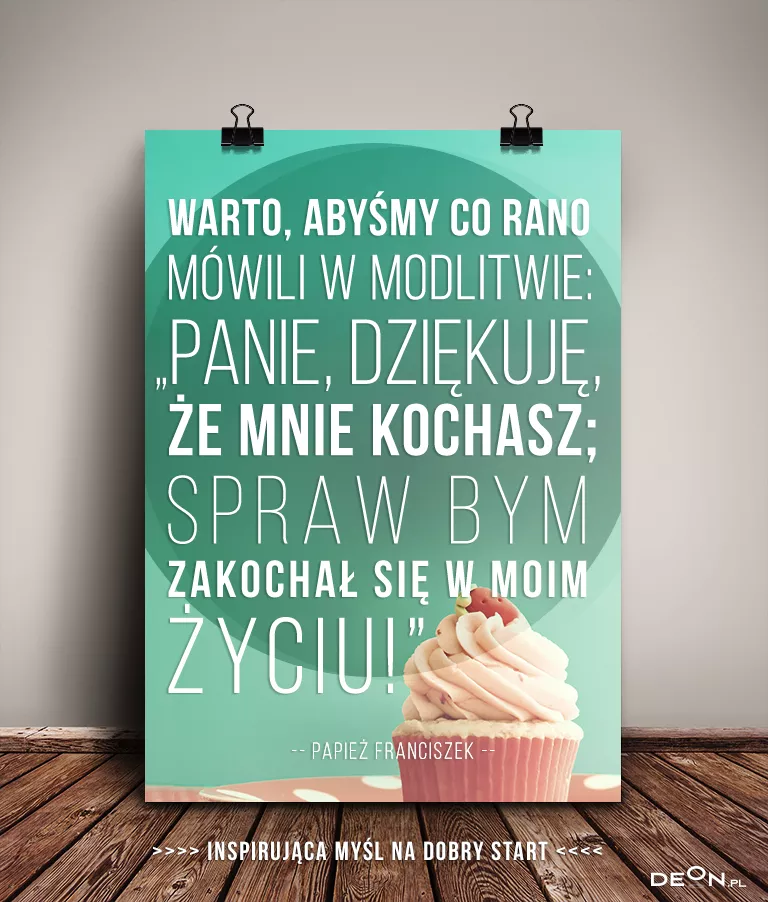 WARTO, ABYŚMY CO RANO
MÓWILI W MODLITWIE:
„PANIE, DZIĘKUJĘ,
ŻE MNIE KOCHASZ;
SPRAW BYM
ZAKOCHAŁ SIĘ W MOIM
ŻYCIU!”
-- PAPIEŻ FRANCISZEK --
>>>> INSPIRUJĄCA MYŚL NA DOBRY START <<<<
DEON.PL